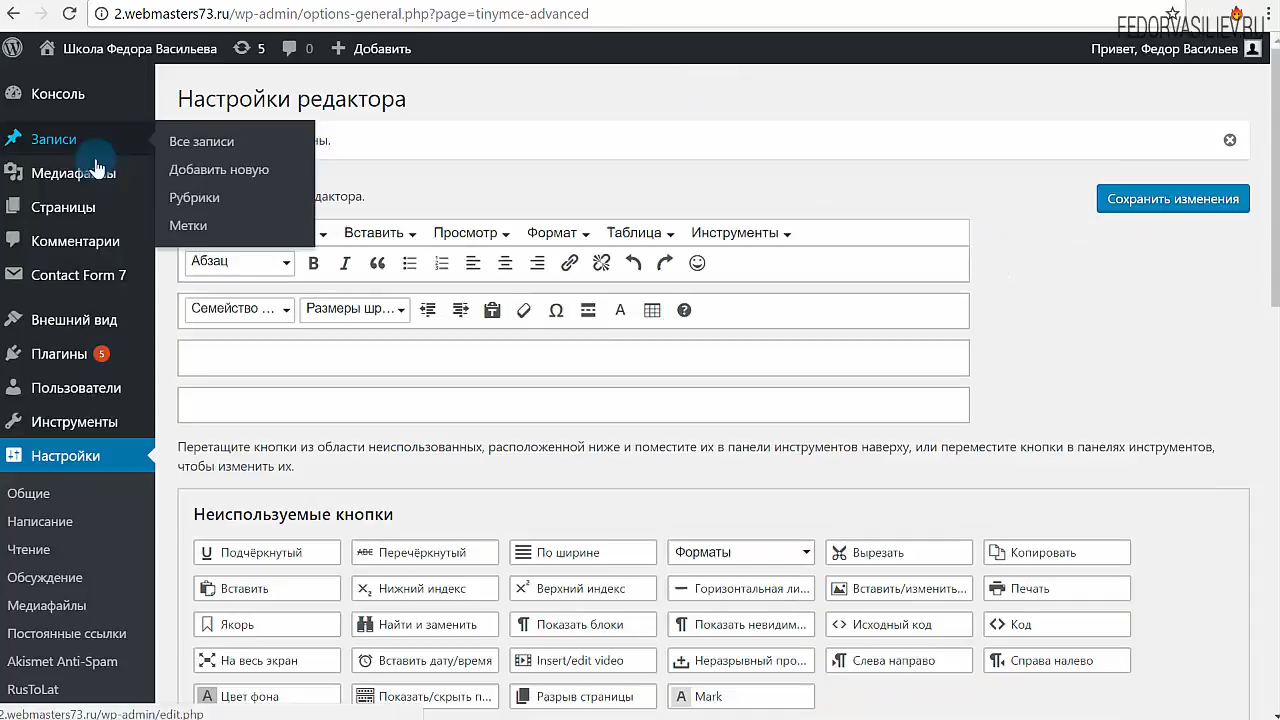 2.webmasters73.ru/wp-admin/options-general.php?page=tinymce-advanced
FEDORVASILIEV.RU
Школа Федора Васильева 5 0 Добавить Привет, Федор Васильев
Консоль
Записи
Медиафайлы
Страницы
Комментарии
Contact Form 7
Внешний вид
Плагины 5
Пользователи
Инструменты
Настройки
Общие
Написание
Чтение
Обсуждение
Медиафайлы
Постоянные ссылки
Akismet Anti-Spam
RusToLat
Все записи
Добавить новую
Рубрики
Метки
Настройки редактора
ны.
дактора.
Сохранить изменения
Вставить Просмотр Формат Таблица Инструменты
Абзац
Семейство ... Размеры шр...
Перетащите кнопки из области неиспользованных, расположенной ниже и поместите их в панели инструментов наверху, или переместите кнопки в панелях инструментов,
чтобы изменить их.
Неиспользуемые кнопки
Подчёркнутый Перечёркнутый По ширине Форматы Вырезать Копировать
Вставить Нижний индекс Верхний индекс Горизонтальная ли... Вставить/изменить... Печать
Якорь Найти и заменить Показать блоки Показать невидим... Исходный код Код
На весь экран Вставить дату/время Insert/edit video Неразрывный про... Слева направо Справа налево
Цвет фона Показать/скрыть п... Разрыв страницы Mark
2.webmasters73.ru/wp-admin/edit.php